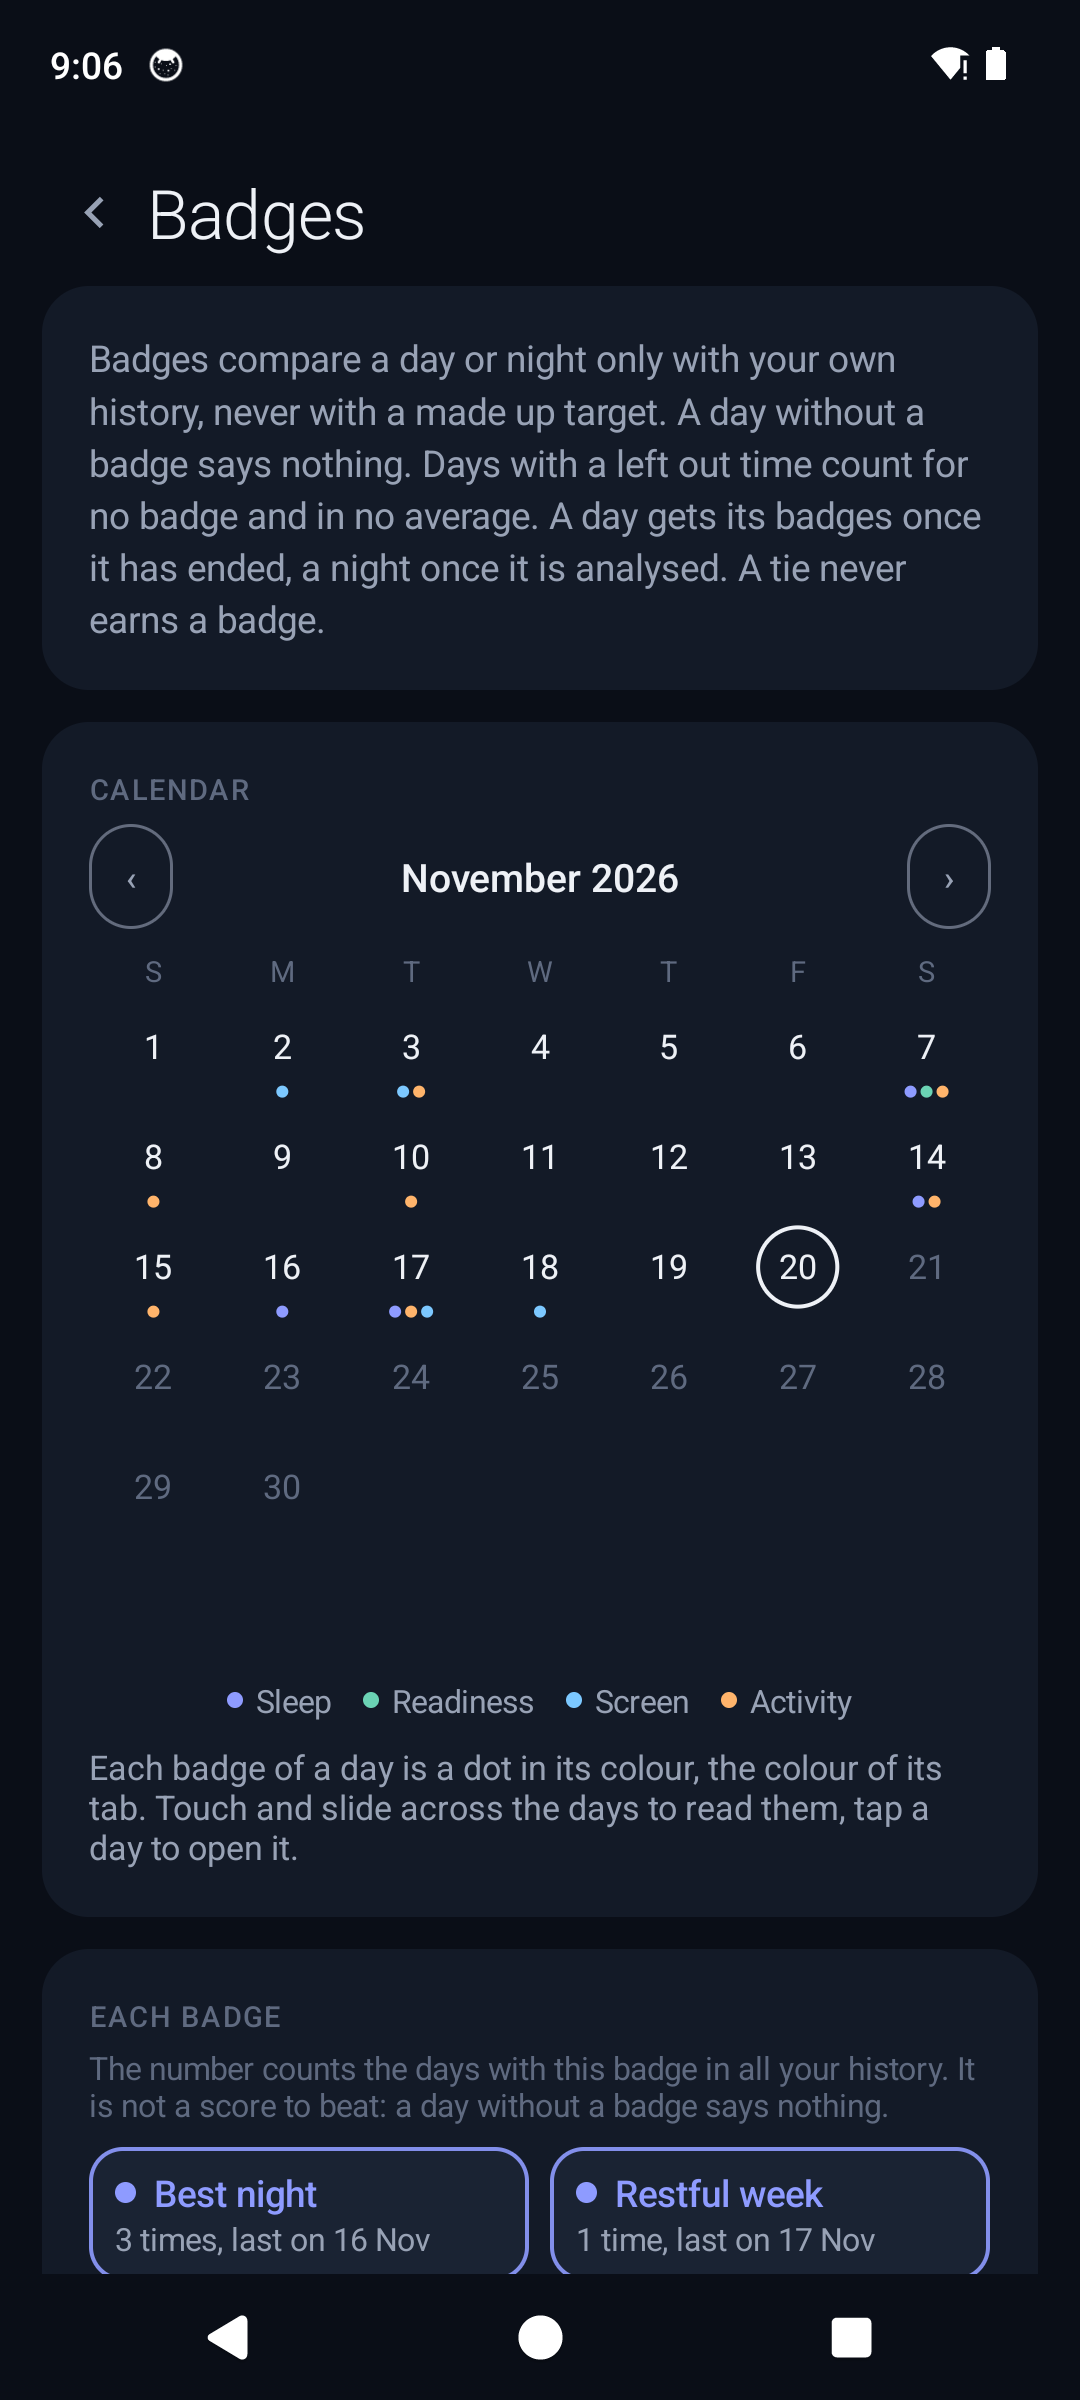 9:06
Badges
Badges compare a day or night only with your own
history, never with a made up target. A day without a
badge says nothing. Days with a left out time count for
no badge and in no average. A day gets its badges once
it has ended, a night once it is analysed. A tie never
earns a badge.
CALENDAR
‹ November 2026 ›
S M T W T F S
1 2 3 4 5 6 7
8 9 10 11 12 13 14
15 16 17 18 19 20 21
22 23 24 25 26 27 28
29 30
Sleep Readiness Screen Activity
Each badge of a day is a dot in its colour, the colour of its
tab. Touch and slide across the days to read them, tap a
day to open it.
EACH BADGE
The number counts the days with this badge in all your history. It
is not a score to beat: a day without a badge says nothing.
Best night Restful week
3 times, last on 16 Nov 1 time, last on 17 Nov